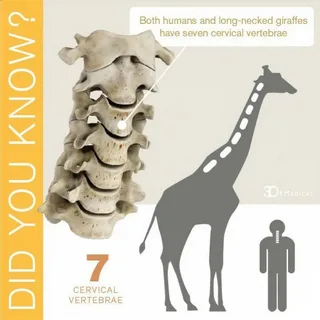 DID YOU KNOW?
Both humans and long-necked giraffes
have seven cervical vertebrae
7
CERVICAL
VERTEBRAE